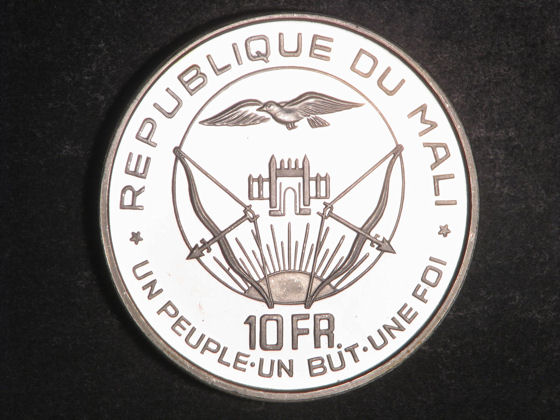 REPUBLIQUE DU MALI
10 FR.
UN PEUPLE·UN BUT·UNE FOI